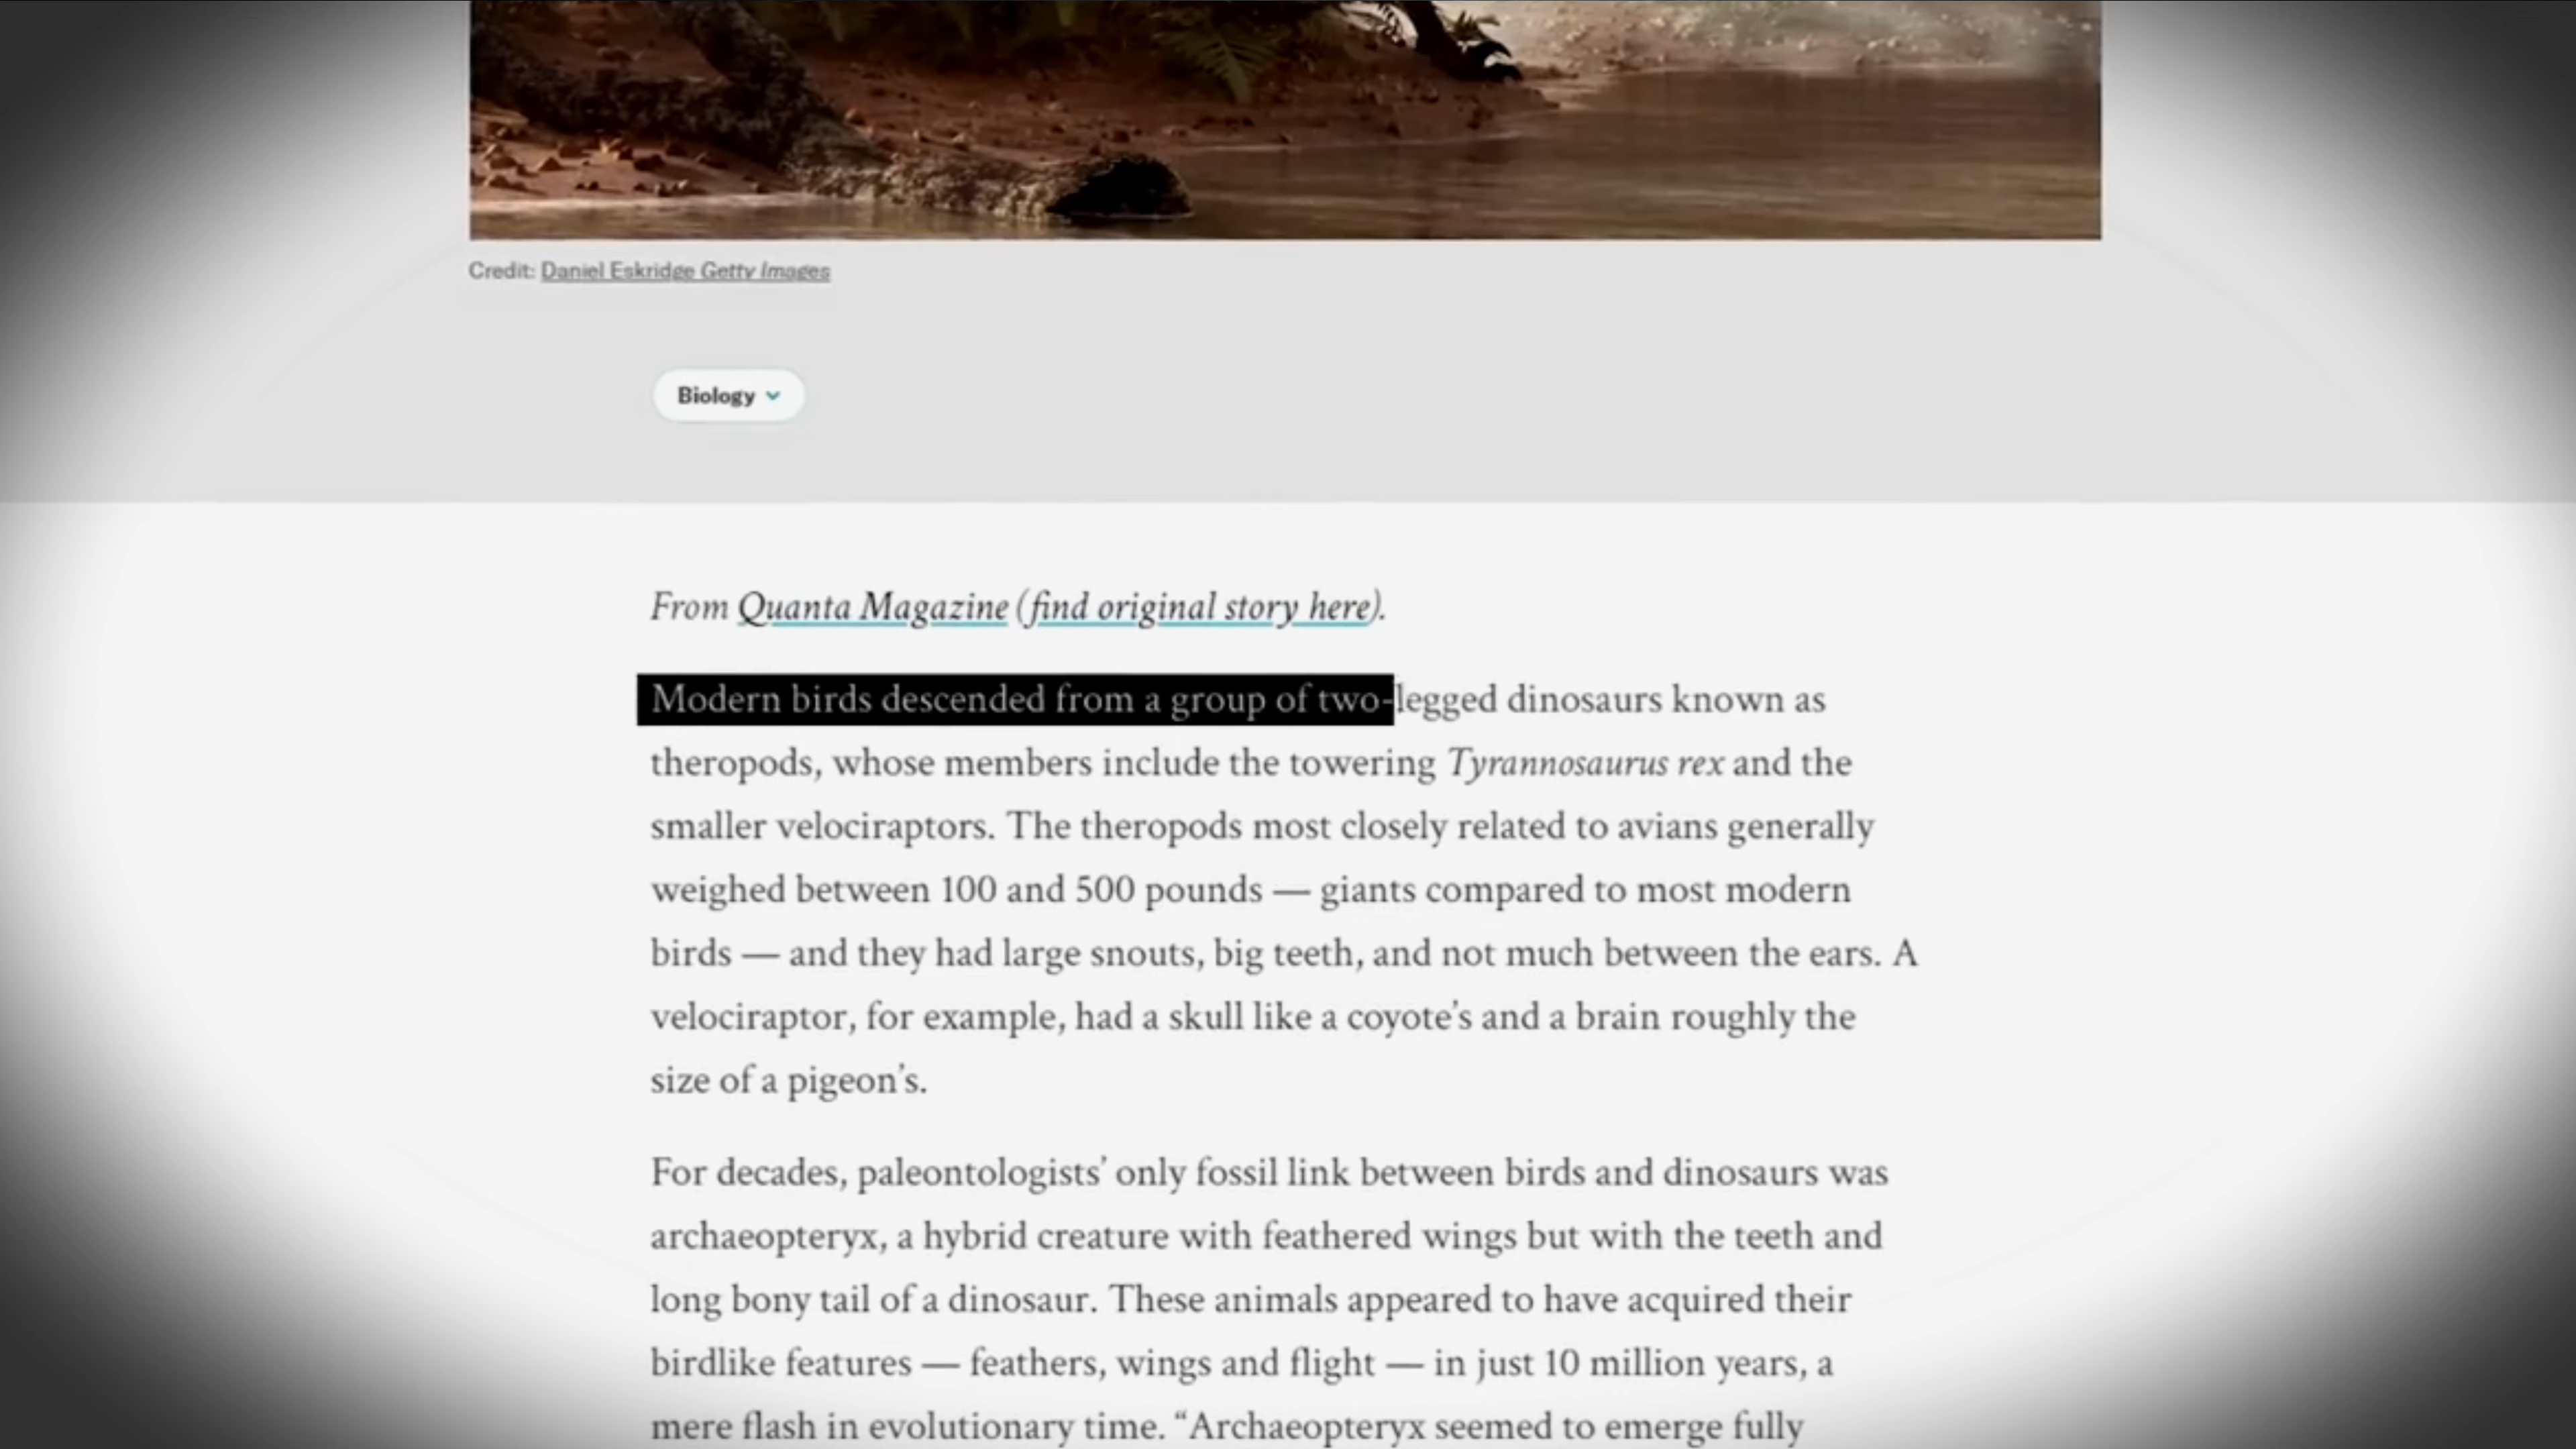 Credit: Daniel Eskridge Getty Images
Biology
From Quanta Magazine (find original story here).
Modern birds descended from a group of two-legged dinosaurs known as
theropods, whose members include the towering Tyrannosaurus rex and the
smaller velociraptors. The theropods most closely related to avians generally
weighed between 100 and 500 pounds — giants compared to most modern
birds — and they had large snouts, big teeth, and not much between the ears. A
velociraptor, for example, had a skull like a coyote’s and a brain roughly the
size of a pigeon’s.
For decades, paleontologists’ only fossil link between birds and dinosaurs was
archaeopteryx, a hybrid creature with feathered wings but with the teeth and
long bony tail of a dinosaur. These animals appeared to have acquired their
birdlike features — feathers, wings and flight — in just 10 million years, a
mere flash in evolutionary time. “Archaeopteryx seemed to emerge fully